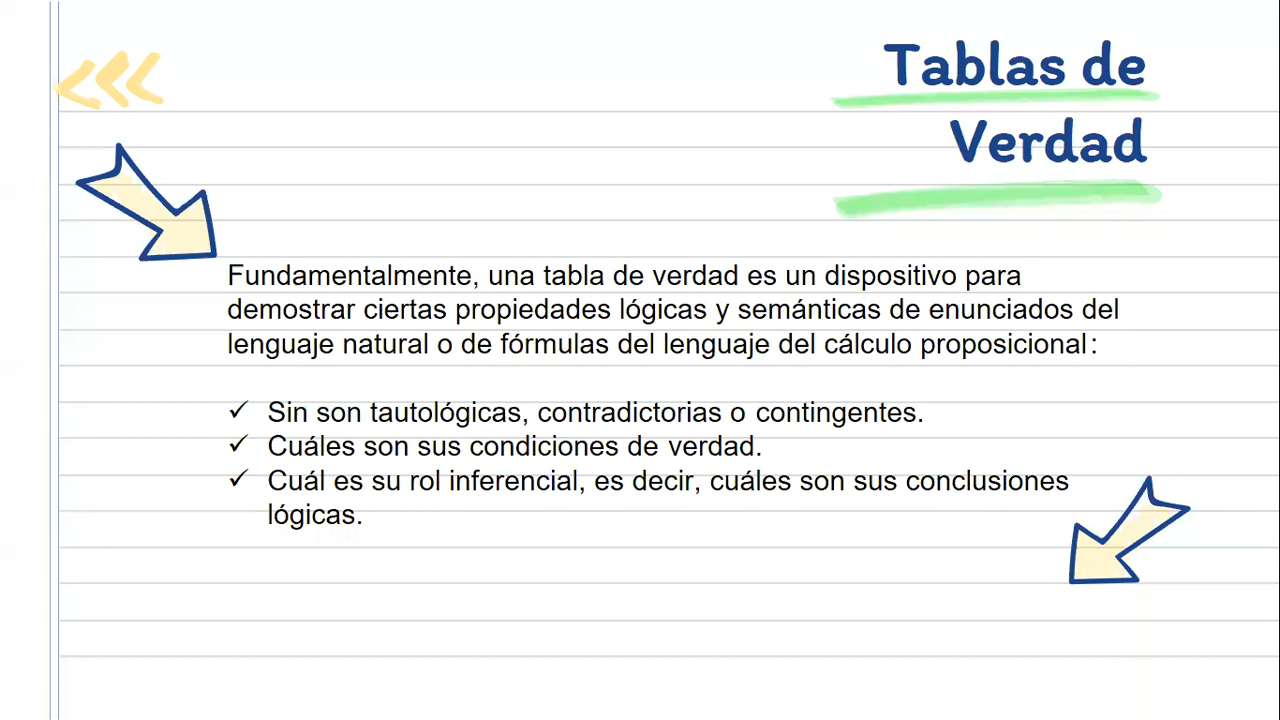 Tablas de
Verdad
Fundamentalmente, una tabla de verdad es un dispositivo para
demostrar ciertas propiedades lógicas y semánticas de enunciados del
lenguaje natural o de fórmulas del lenguaje del cálculo proposicional:
✓ Sin son tautológicas, contradictorias o contingentes.
✓ Cuáles son sus condiciones de verdad.
✓ Cuál es su rol inferencial, es decir, cuáles son sus conclusiones
lógicas.